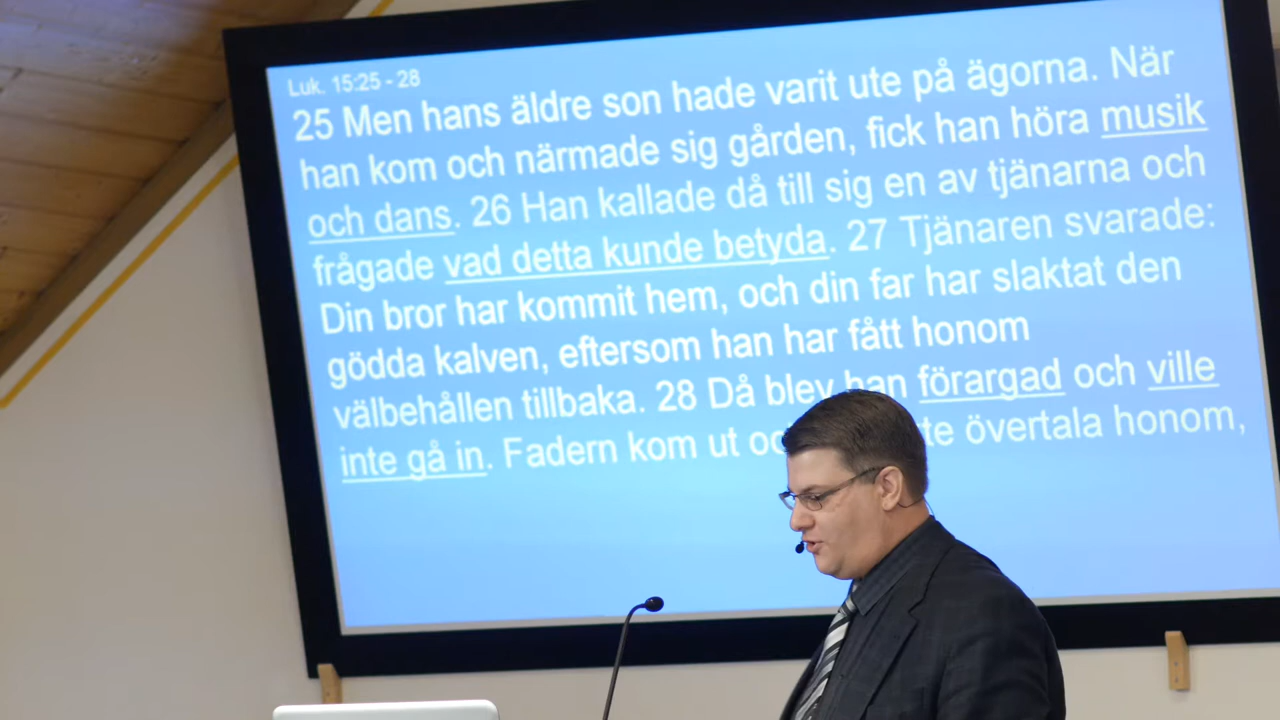 Luk. 15:25 - 28
25 Men hans äldre son hade varit ute på ägorna. När
han kom och närmade sig gården, fick han höra musik
och dans. 26 Han kallade då till sig en av tjänarna och
frågade vad detta kunde betyda. 27 Tjänaren svarade:
Din bror har kommit hem, och din far har slaktat den
gödda kalven, eftersom han har fått honom
välbehållen tillbaka. 28 Då blev han förargad och ville
inte gå in. Fadern kom ut övertala honom,